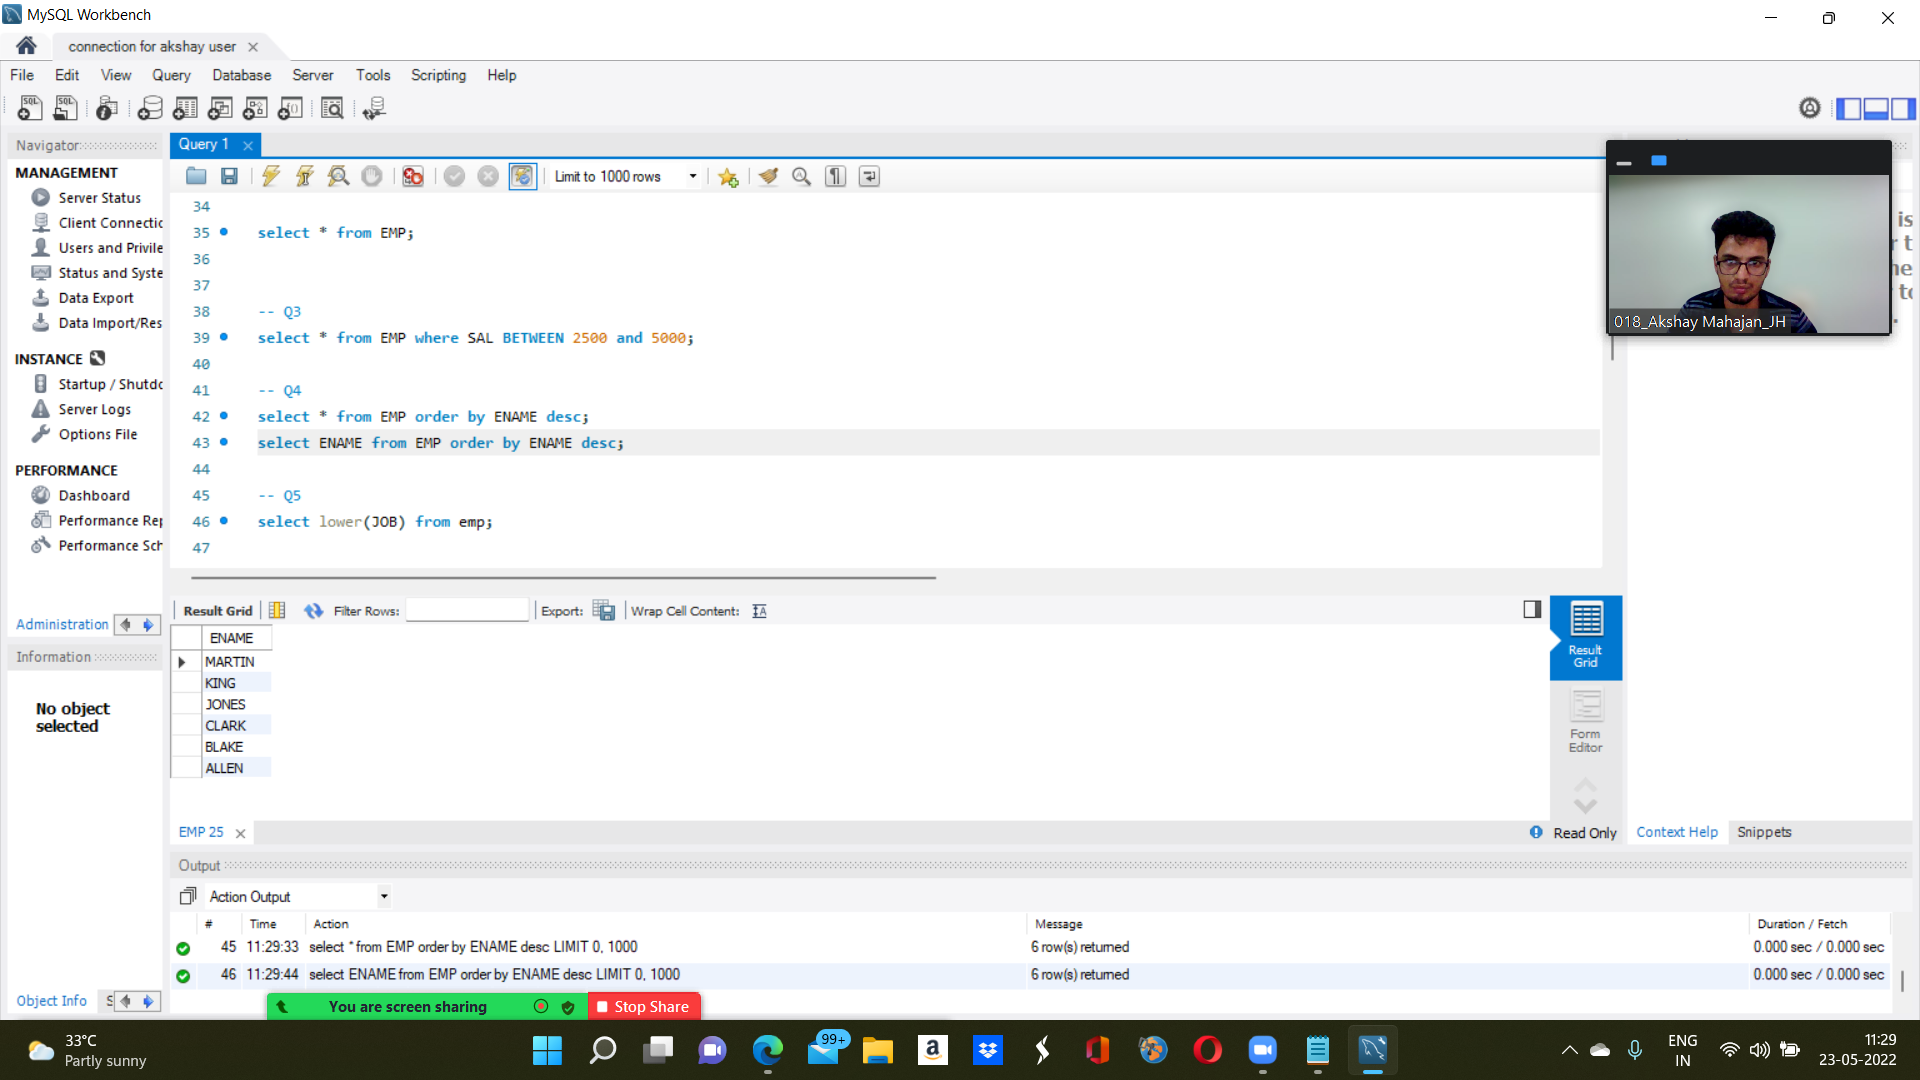 MySQL Workbench
connection for akshay user
File Edit View Query Database Server Tools Scripting Help
Navigator
Query 1
MANAGEMENT
Server Status
Client Connectic
Users and Privile
Status and Syste
Data Export
Data Import/Res
INSTANCE
Startup / Shutdo
Server Logs
Options File
PERFORMANCE
Dashboard
Performance Rep
Performance Sch
Administration
Information
No object
selected
Object Info S
Limit to 1000 rows
34
35 select * from EMP;
36
37
38 -- Q3
39 select * from EMP where SAL BETWEEN 2500 and 5000;
40
41 -- Q4
42 select * from EMP order by ENAME desc;
43 select ENAME from EMP order by ENAME desc;
44
45 -- Q5
46 select lower(JOB) from emp;
47
018_Akshay Mahajan_JH
Result Grid Filter Rows: Export: Wrap Cell Content:
ENAME
MARTIN
KING
JONES
CLARK
BLAKE
ALLEN
Result
Grid
Form
Editor
EMP 25
Read Only
Context Help Snippets
Output
Action Output
# Time Action Message Duration / Fetch
45 11:29:33 select * from EMP order by ENAME desc LIMIT 0, 1000 6 row(s) returned 0.000 sec / 0.000 sec
46 11:29:44 select ENAME from EMP order by ENAME desc LIMIT 0, 1000 6 row(s) returned 0.000 sec / 0.000 sec
You are screen sharing Stop Share
33°C
Partly sunny
99+
ENG
IN
11:29
23-05-2022